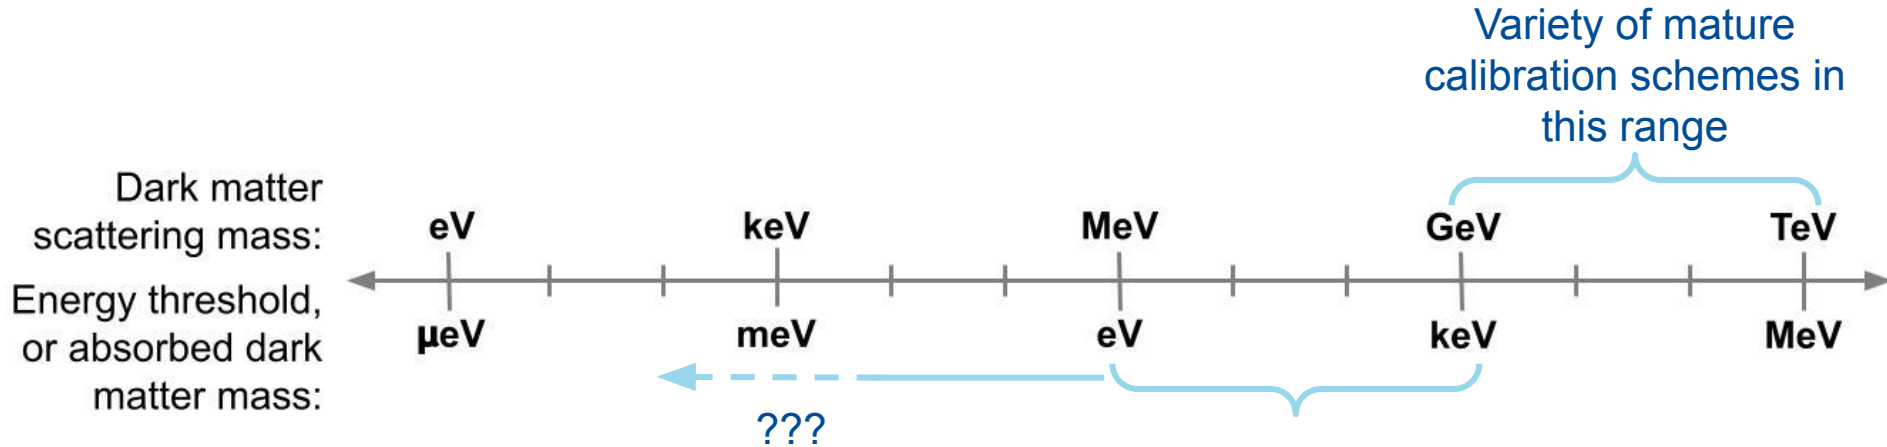 Variety of mature
calibration schemes in
this range
Dark matter
scattering mass:
eV keV MeV GeV TeV
Energy threshold,
or absorbed dark
matter mass:
μeV meV eV keV MeV
???